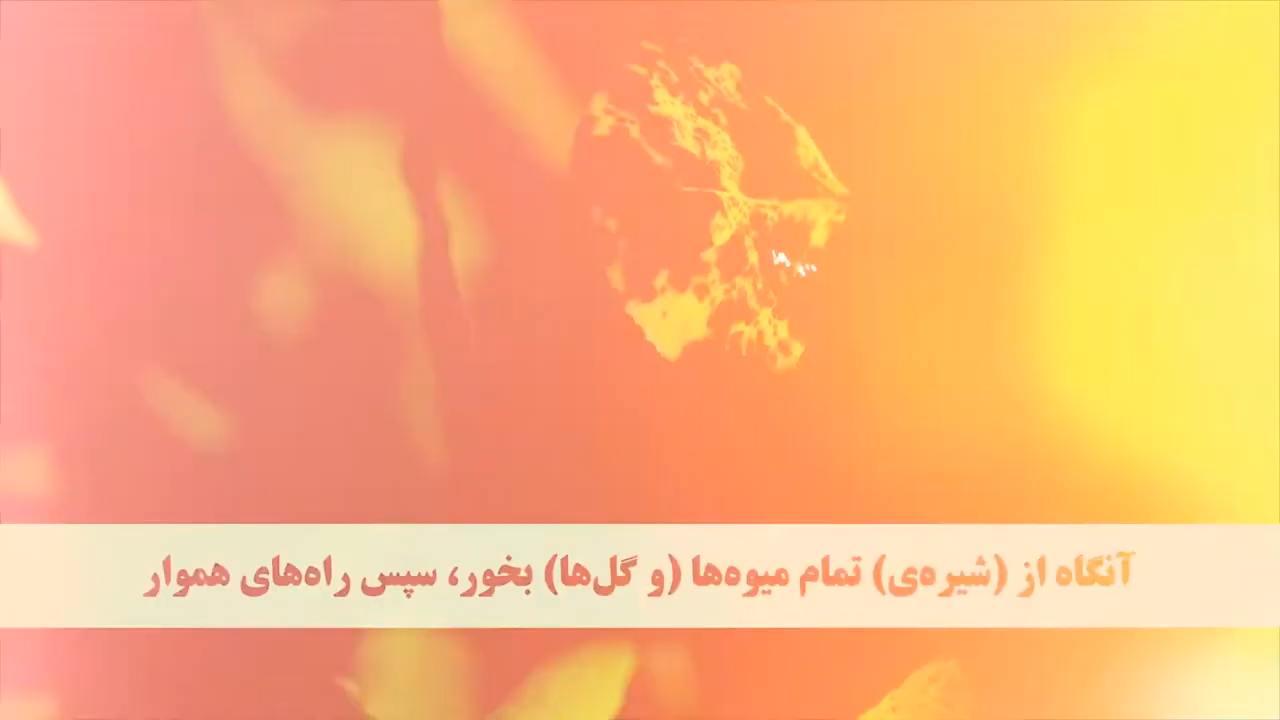 آنگاه از (شیره‌ی) تمام میوه‌ها (و گل‌ها) بخور، سپس راه‌های هموار